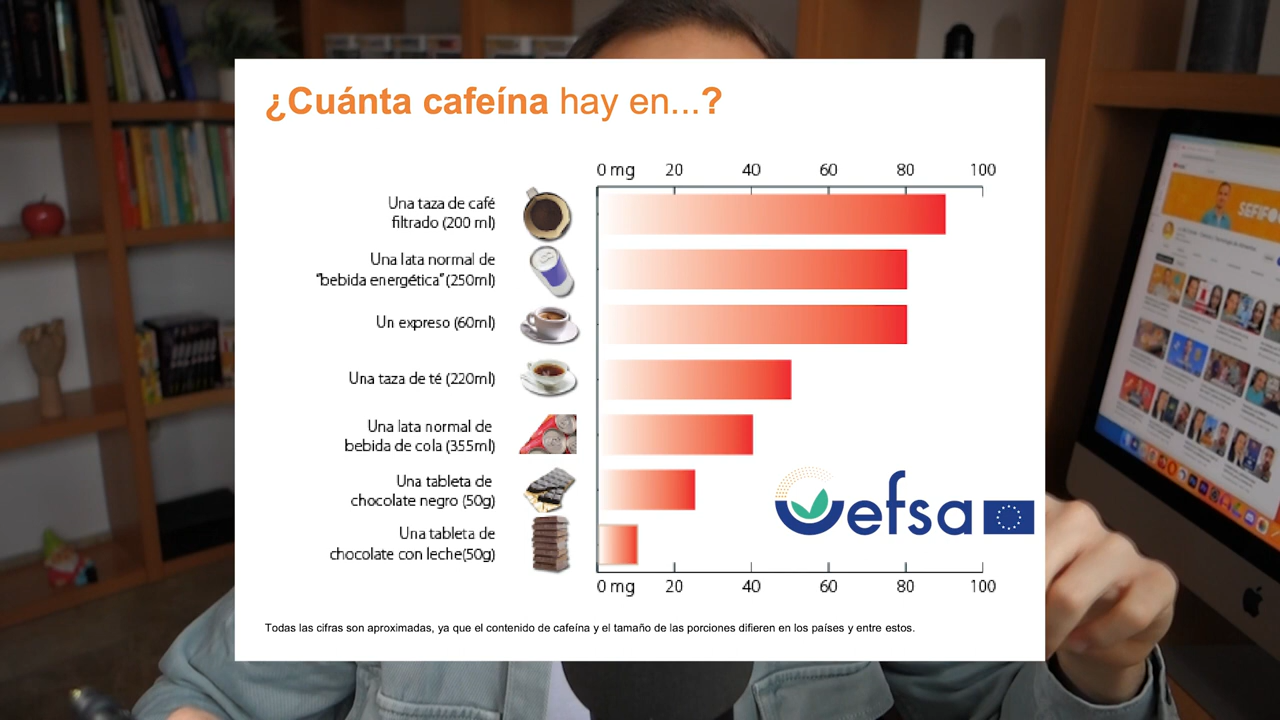 ¿Cuánta cafeína hay en...?
0 mg 20 40 60 80 100
Una taza de café
filtrado (200 ml)
Una lata normal de
“bebida energética”(250ml)
Un expreso (60ml)
Una taza de té (220ml)
Una lata normal de
bebida de cola (355ml)
Una tableta de
chocolate negro (50g)
Una tableta de
chocolate con leche(50g)
efsa
0 mg 20 40 60 80 100
Todas las cifras son aproximadas, ya que el contenido de cafeína y el tamaño de las porciones difieren en los países y entre estos.